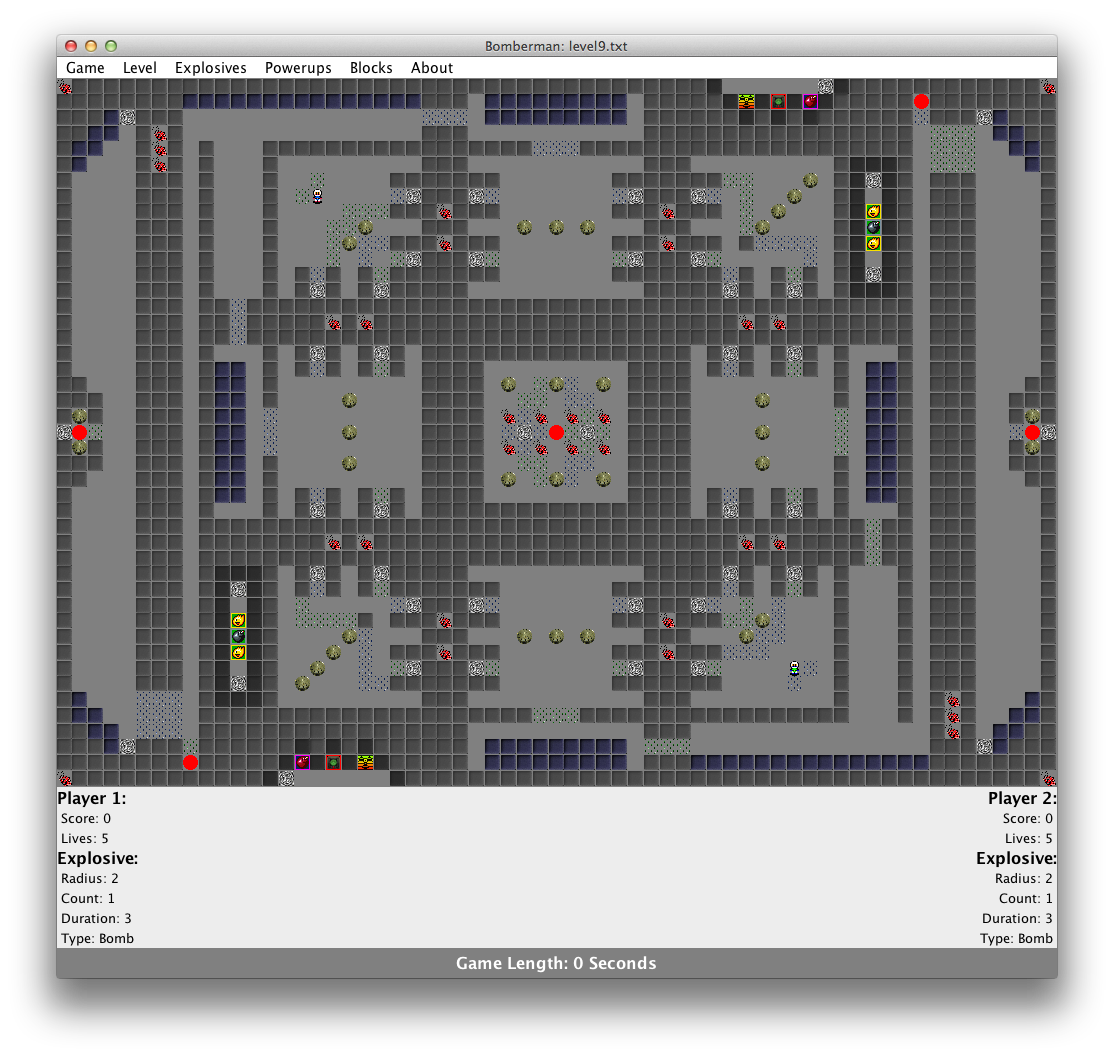 Bomberman: level9.txt
Game Level Explosives Powerups Blocks About
Player 1: Player 2:
Score: 0 Score: 0
Lives: 5 Lives: 5
Explosive: Explosive:
Radius: 2 Radius: 2
Count: 1 Count: 1
Duration: 3 Duration: 3
Type: Bomb Type: Bomb
Game Length: 0 Seconds